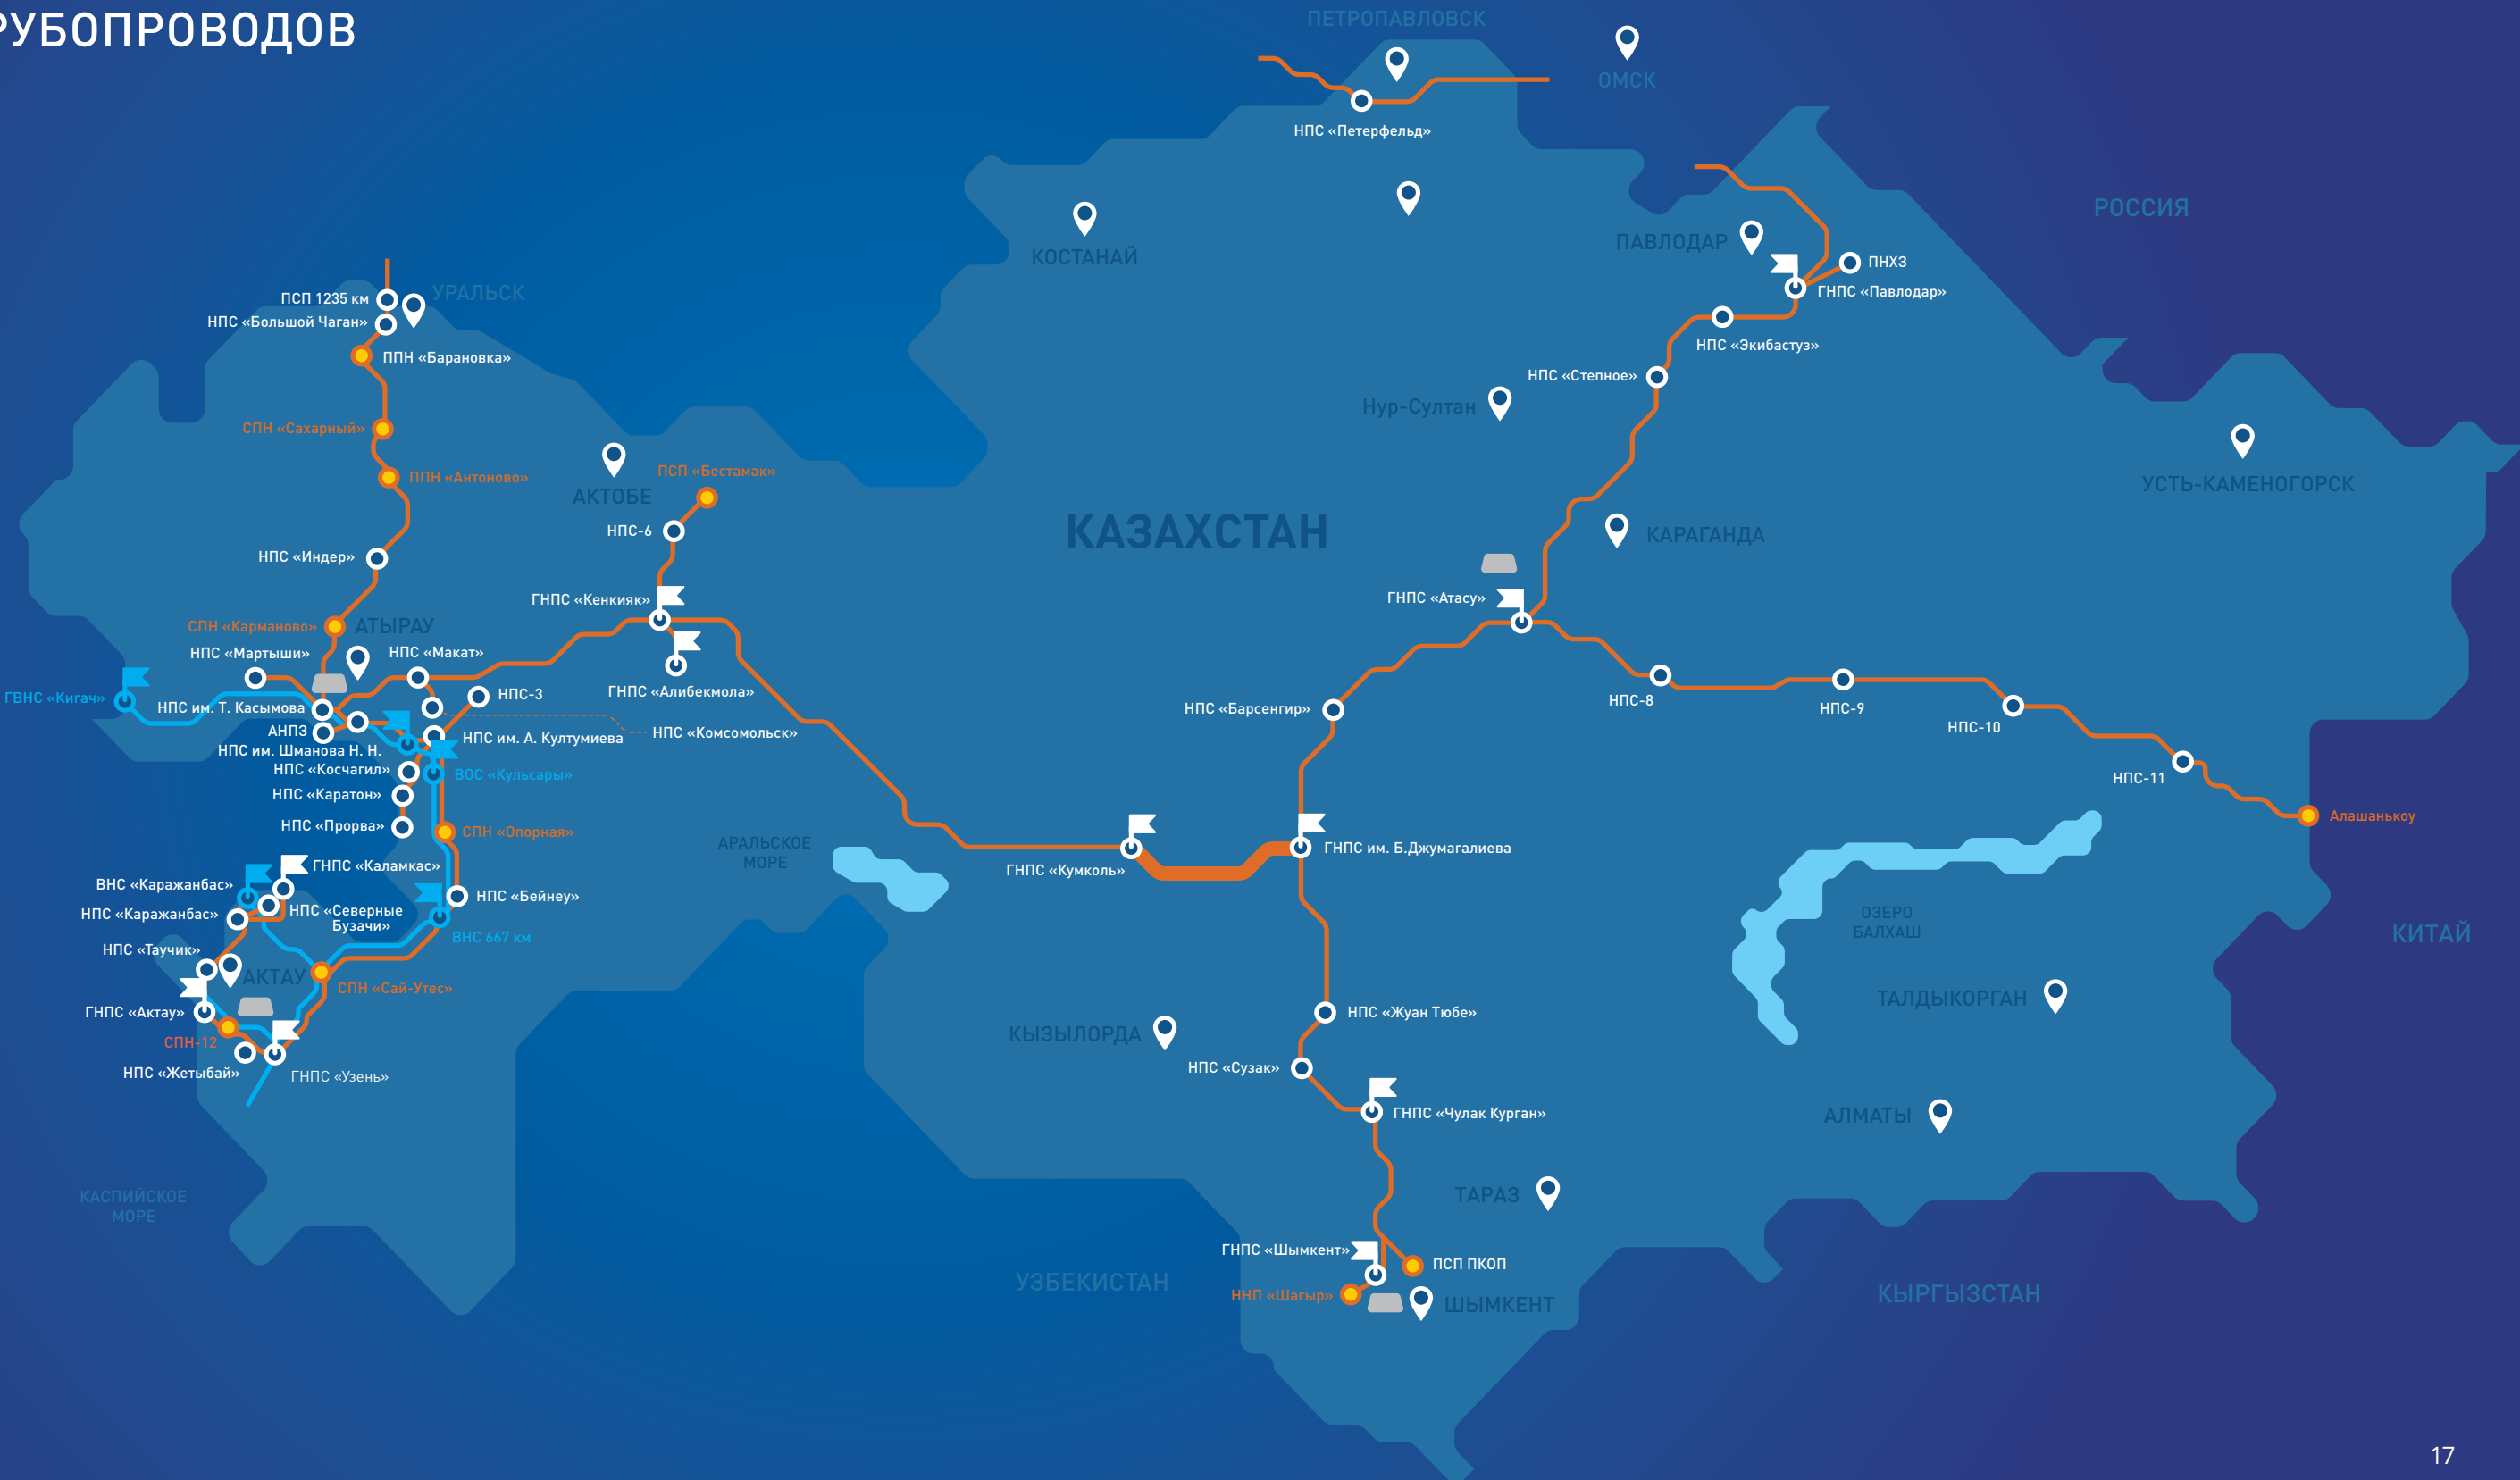 РУБОПРОВОДОВ
ПЕТРОПАВЛОВСК
ОМСК
НПС «Петерфельд»
РОССИЯ
КОСТАНАЙ
ПАВЛОДАР
ПНХЗ
ГНПС «Павлодар»
НПС «Экибастуз»
НПС «Степное»
Нур-Султан
УСТЬ-КАМЕНОГОРСК
КАРАГАНДА
КАЗАХСТАН
ПСП 1235 км
УРАЛЬСК
НПС «Большой Чаган»
ППН «Барановка»
СПН «Сахарный»
ППН «Антоново»
АКТОБЕ
ПСП «Бестамак»
НПС-6
НПС «Индер»
ГНПС «Кенкияк»
ГНПС «Алибекмола»
СПН «Карманово»
АТЫРАУ
НПС «Мартыши»
НПС «Макат»
ГВНС «Кигач»
НПС-3
НПС им. Т. Касымова
АНПЗ
НПС им. Шманова Н. Н.
НПС им. А. Култумиева
НПС «Комсомольск»
НПС «Косчагил»
ВОС «Кульсары»
НПС «Каратон»
НПС «Прорва»
СПН «Опорная»
ГНПС «Каламкас»
ВНС «Каражанбас»
НПС «Каражанбас»
НПС «Северные
Бузачи»
НПС «Бейнеу»
ВНС 667 км
НПС «Таучик»
АКТАУ
СПН «Сай-Утес»
ГНПС «Актау»
СПН-12
НПС «Жетыбай»
ГНПС «Узень»
КАСПИЙСКОЕ
МОРЕ
АРАЛЬСКОЕ
МОРЕ
ГНПС «Атасу»
НПС «Барсенгир»
НПС-8
НПС-9
НПС-10
НПС-11
Алашанькоу
ГНПС «Кумколь»
ГНПС им. Б.Джумагалиева
ОЗЕРО
БАЛХАШ
КИТАЙ
ТАЛДЫКОРГАН
НПС «Жуан Тюбе»
КЫЗЫЛОРДА
НПС «Сузак»
ГНПС «Чулак Курган»
АЛМАТЫ
ТАРАЗ
ГНПС «Шымкент»
ПСП ПКОП
ННП «Шагыр»
ШЫМКЕНТ
УЗБЕКИСТАН
КЫРГЫЗСТАН
17